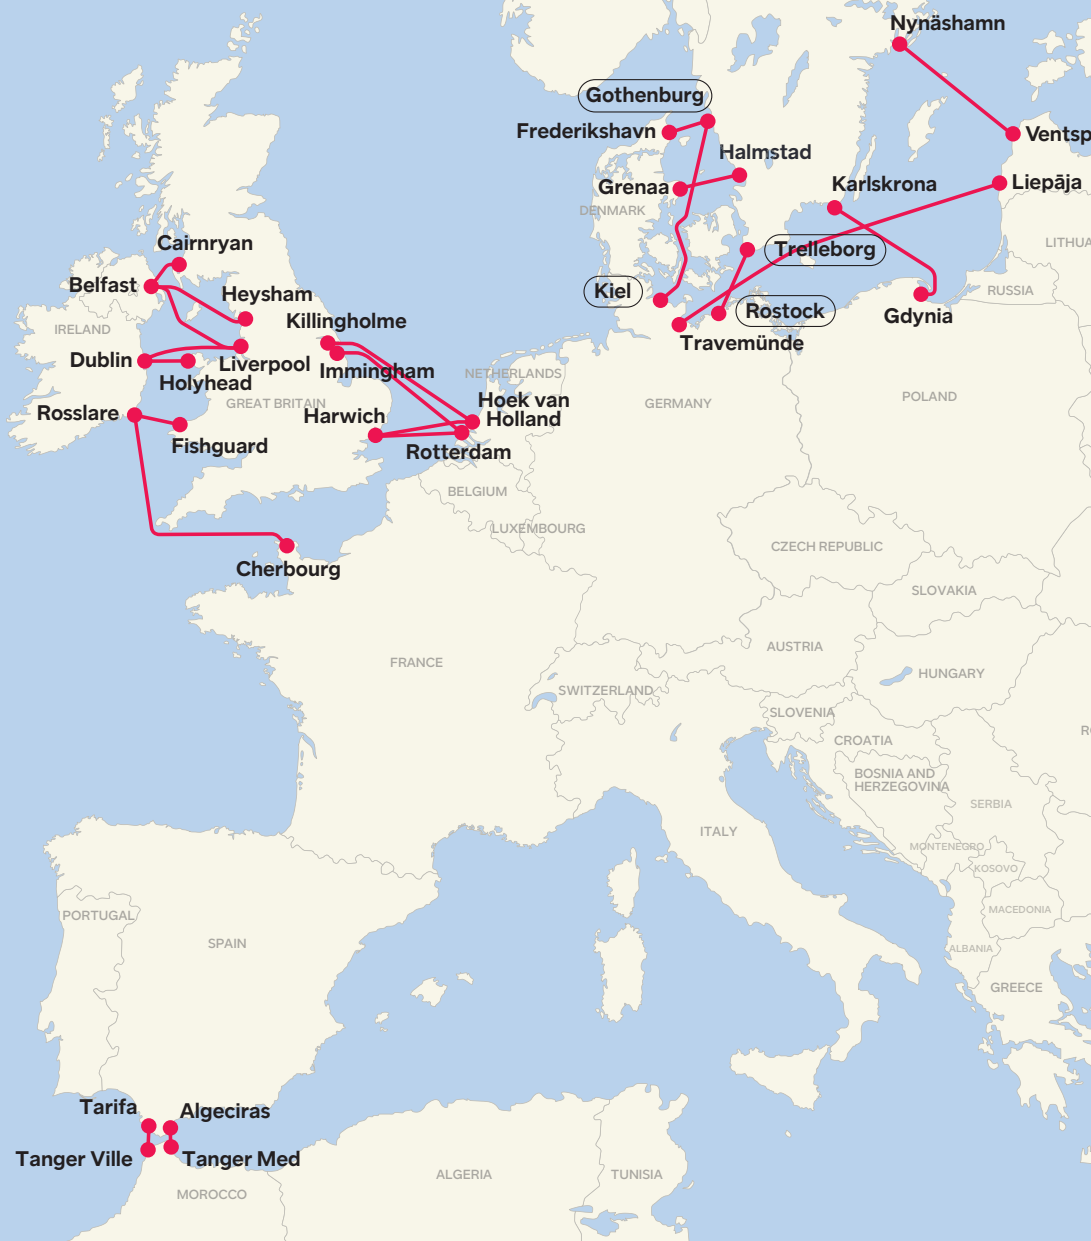 Nynäshamn
Gothenburg
Frederikshavn
Ventsp
Halmstad
Karlskrona
Liepāja
Grenaa
DENMARK
Cairnryan
Trelleborg
LITHUA
Belfast
Heysham
Kiel
RUSSIA
Rostock
Gdynia
Killingholme
IRELAND
Travemünde
Dublin
Liverpool
Immingham
NETHERLANDS
Holyhead
POLAND
Hoek van
Holland
GREAT BRITAIN
GERMANY
Rosslare
Harwich
Fishguard
Rotterdam
BELGIUM
LUXEMBOURG
CZECH REPUBLIC
Cherbourg
SLOVAKIA
AUSTRIA
FRANCE
HUNGARY
SWITZERLAND
SLOVENIA
R
CROATIA
BOSNIA AND
HERZEGOVINA
SERBIA
ITALY
MONTENEGRO
KOSOVO
MACEDONIA
PORTUGAL
SPAIN
ALBANIA
GREECE
Tarifa
Algeciras
Tanger Ville
Tanger Med
ALGERIA
TUNISIA
MOROCCO